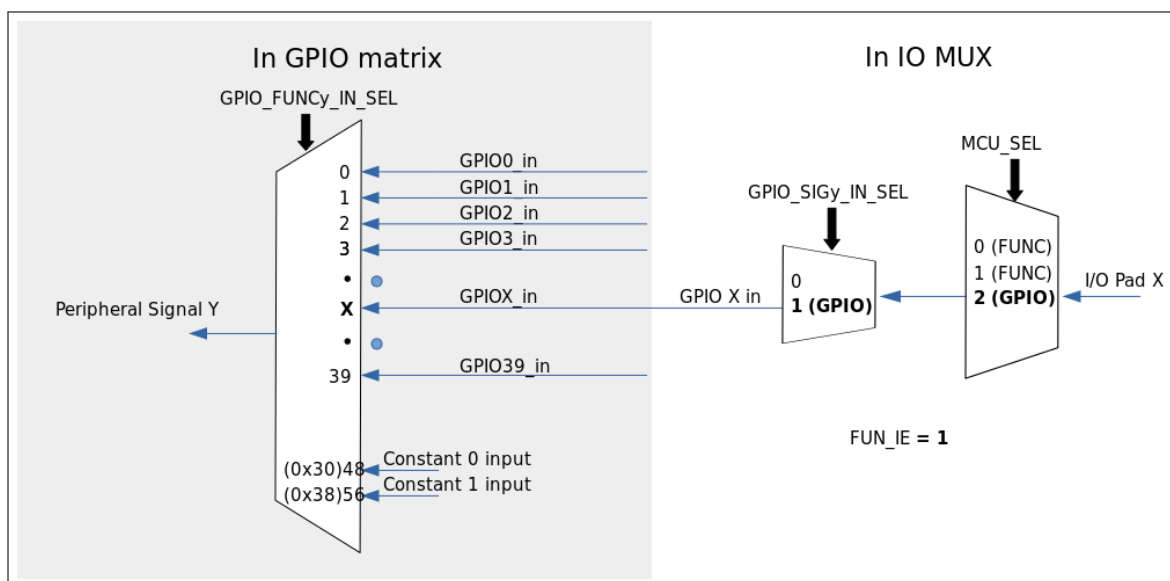 In GPIO matrix
In IO MUX
GPIO_FUNCy_IN_SEL
MCU_SEL
GPIO_SIGy_IN_SEL
0
GPIO0_in
1
GPIO1_in
2
GPIO2_in
3
GPIO3_in
0 (FUNC)
1 (FUNC)
2 (GPIO)
I/O Pad X
0
1 (GPIO)
GPIO X in
X
GPIOX_in
Peripheral Signal Y
39
GPIO39_in
FUN_IE = 1
(0x30)48
Constant 0 input
(0x38)56
Constant 1 input